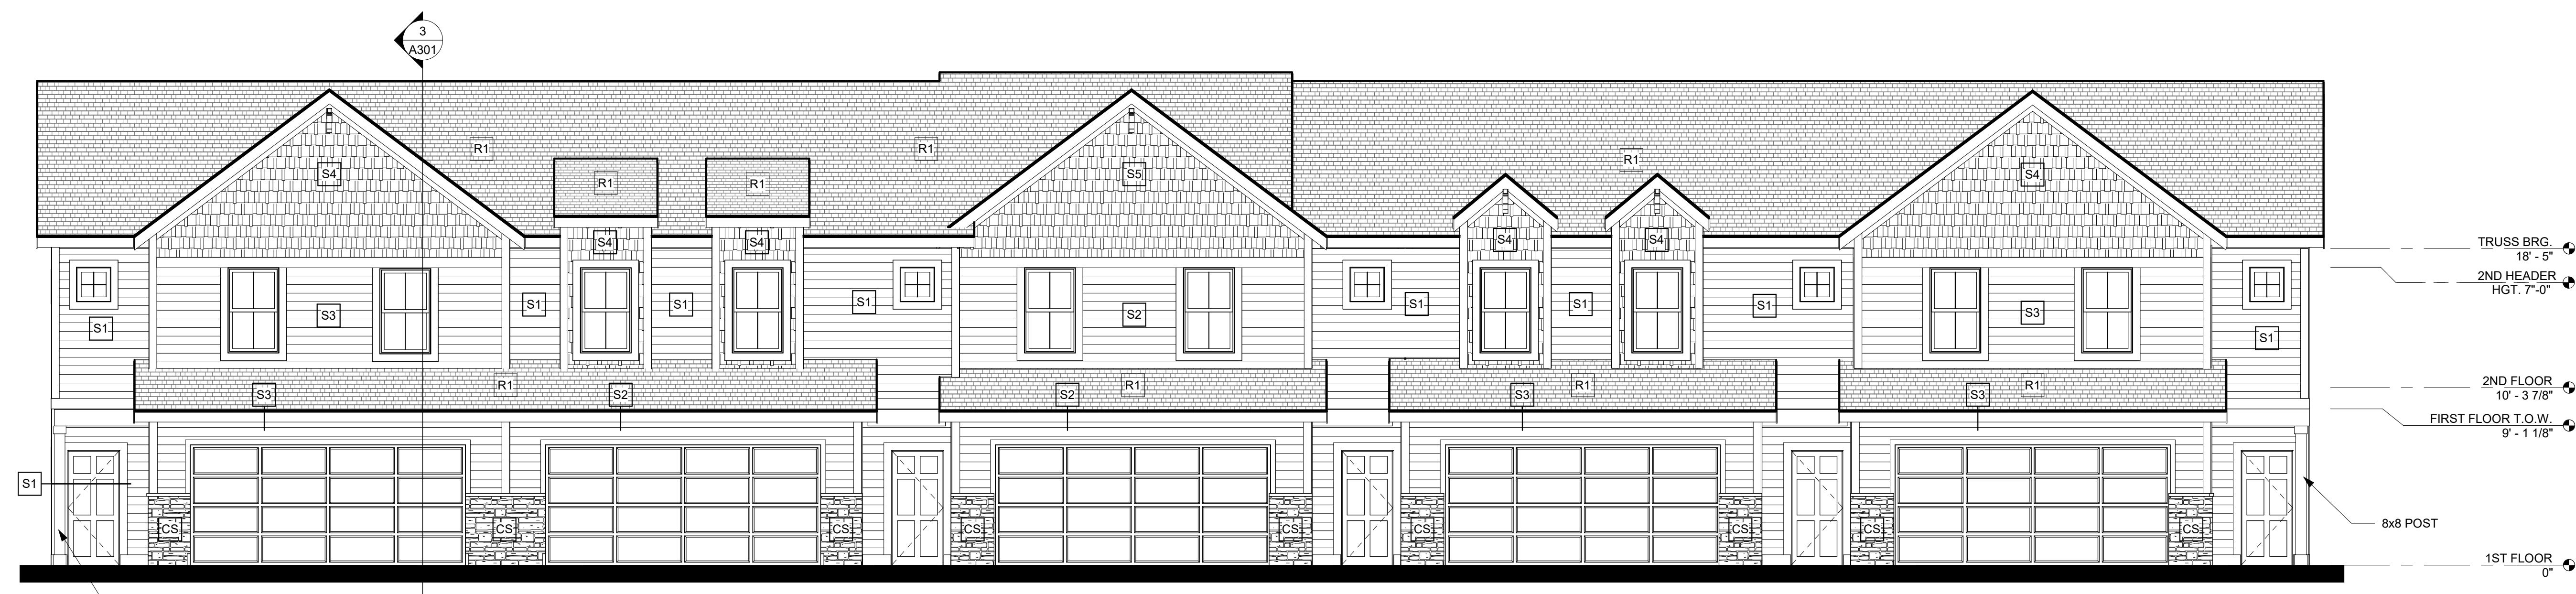 3
A301
R1
R1
R1
S4
S5
S4
R1
R1
S4
S4
S4
S4
TRUSS BRG.
18' - 5"
2ND HEADER
HGT. 7"-0"
S1
S3
S1
S1
S1
S2
S1
S1
S1
S3
S1
R1
R1
R1
R1
S3
S2
S2
S3
S3
2ND FLOOR
10' - 3 7/8"
FIRST FLOOR T.O.W.
9' - 1 1/8"
S1
CS
CS
CS
CS
CS
CS
CS
CS
CS
8x8 POST
1ST FLOOR
0"